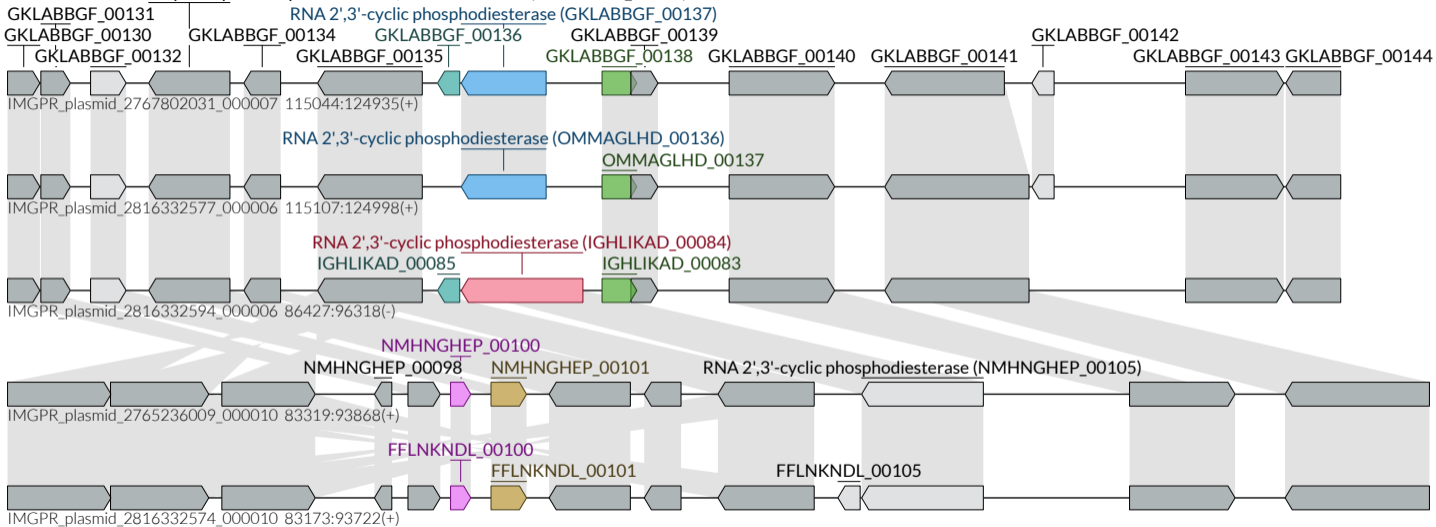 GKLABBGF_00131 RNA 2',3'-cyclic phosphodiesterase (GKLABBGF_00137)
GKLABBGF_00130 GKLABBGF_00134 GKLABBGF_00136 GKLABBGF_00139 GKLABBGF_00142
GKLABBGF_00132 GKLABBGF_00135 GKLABBGF_00138 GKLABBGF_00140 GKLABBGF_00141 GKLABBGF_00143 GKLABBGF_00144
IMGPR_plasmid_2767802031_000007 115044:124935(+)
RNA 2',3'-cyclic phosphodiesterase (OMMAGLHD_00136)
OMMAGLHD_00137
IMGPR_plasmid_2816332577_000006 115107:124998(+)
RNA 2',3'-cyclic phosphodiesterase (IGHLIKAD_00084)
IGHLIKAD_00085 IGHLIKAD_00083
IMGPR_plasmid_2816332594_000006 86427:96318(-)
NMHNGHEP_00100
NMHNGHEP_00098 NMHNGHEP_00101 RNA 2',3'-cyclic phosphodiesterase (NMHNGHEP_00105)
IMGPR_plasmid_2765236009_000010 83319:93868(+)
FFLNKNDL_00100
FFLNKNDL_00101 FFLNKNDL_00105
IMGPR_plasmid_2816332574_000010 83173:93722(+)